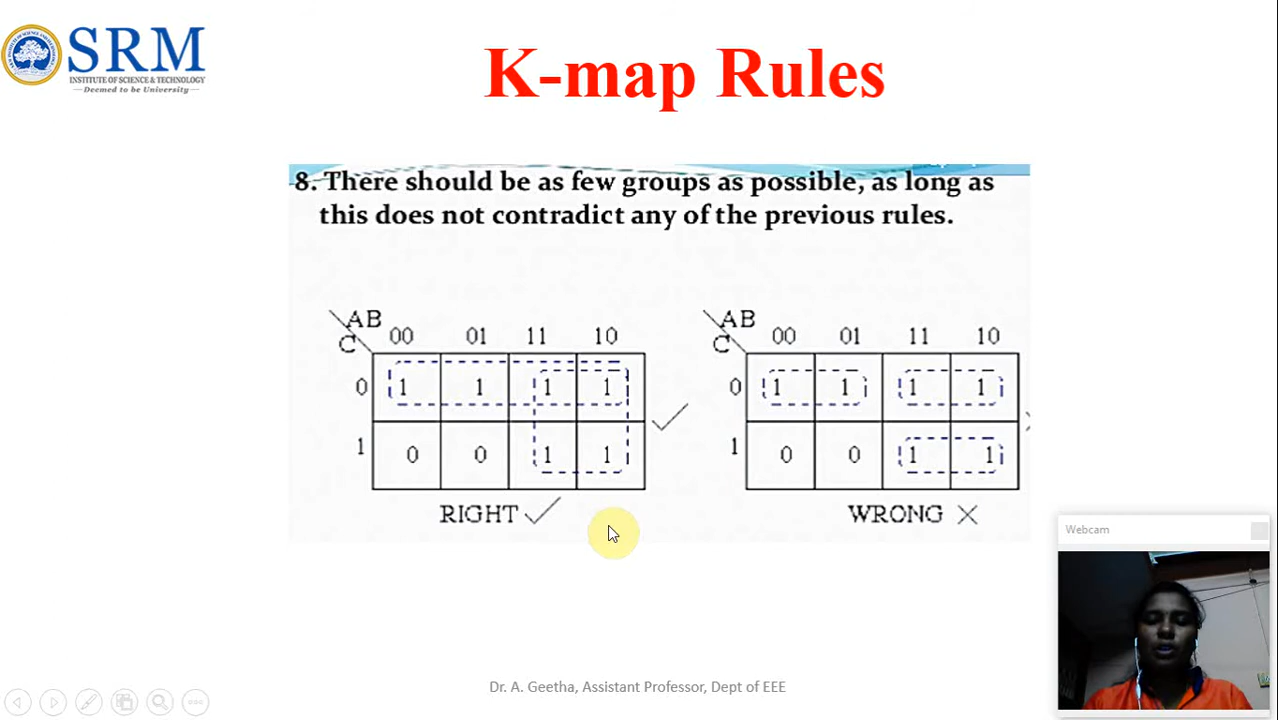 SRM
INSTITUTE OF SCIENCE & TECHNOLOGY
Deemed to be University
K-map Rules
8. There should be as few groups as possible, as long as
this does not contradict any of the previous rules.
AB
C
00 01 11 10
0 1 1 1 1
1 0 0 1 1
RIGHT
AB
C
00 01 11 10
0 1 1 1 1
1 0 0 1 1
WRONG
Webcam
Dr. A. Geetha, Assistant Professor, Dept of EEE